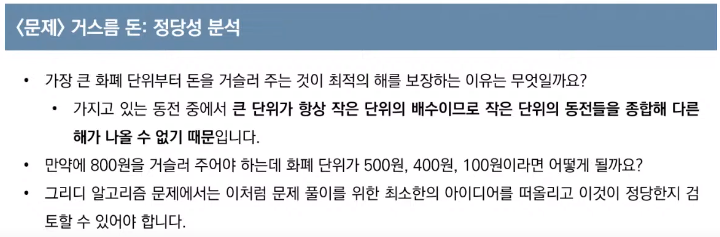 <문제> 거스름 돈: 정당성 분석
• 가장 큰 화폐 단위부터 돈을 거슬러 주는 것이 최적의 해를 보장하는 이유는 무엇일까요?
• 가지고 있는 동전 중에서 큰 단위가 항상 작은 단위의 배수이므로 작은 단위의 동전들을 종합해 다른
해가 나올 수 없기 때문입니다.
• 만약에 800원을 거슬러 주어야 하는데 화폐 단위가 500원, 400원, 100원이라면 어떻게 될까요?
• 그리디 알고리즘 문제에서는 이처럼 문제 풀이를 위한 최소한의 아이디어를 떠올리고 이것이 정당한지 검
토할 수 있어야 합니다.